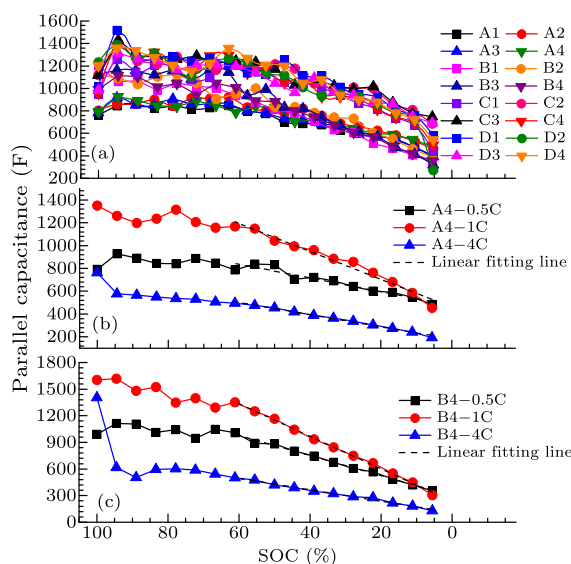 1600
1400
1200
1000
800
600
400
200
(a)
A1 A2
A3 A4
B1 B2
B3 B4
C1 C2
C3 C4
D1 D2
D3 D4
Parallel capacitance (F)
1400
1200
1000
800
600
400
200
(b)
A4−0.5C
A4−1C
A4−4C
Linear fitting line
1800
1500
1200
900
600
300
0
(c)
B4−0.5C
B4−1C
B4−4C
Linear fitting line
100 80 60 40 20 0
SOC (%)